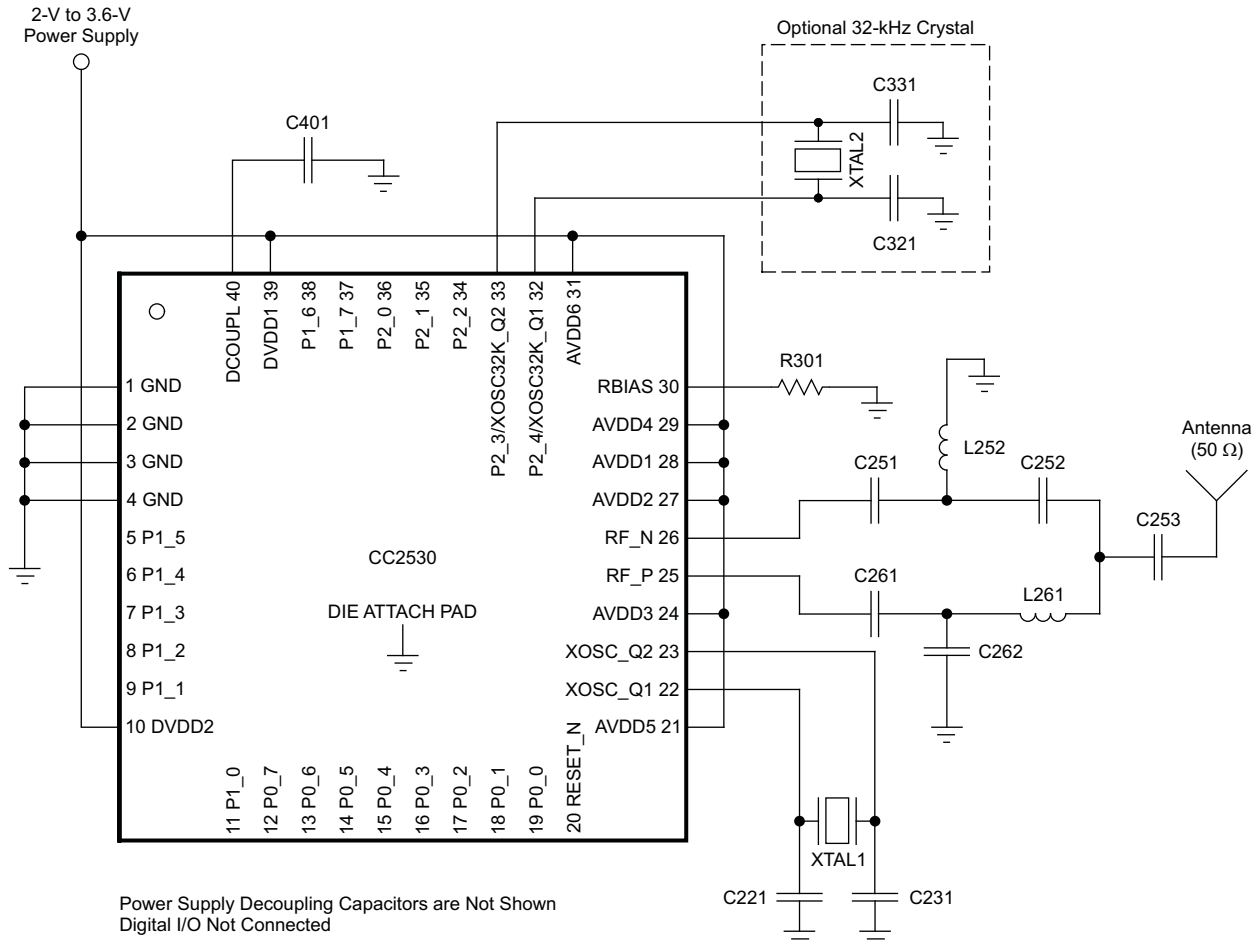 2-V to 3.6-V
Power Supply
Optional 32-kHz Crystal
C331
C401
XTAL2
C321
DCOUPL 40
DVDD1 39
P1_6 38
P1_7 37
P2_0 36
P2_1 35
P2_2 34
P2_3/XOSC32K_Q2 33
P2_4/XOSC32K_Q1 32
AVDD6 31
1 GND
2 GND
3 GND
4 GND
5 P1_5
6 P1_4
7 P1_3
8 P1_2
9 P1_1
10 DVDD2
CC2530
DIE ATTACH PAD
RBIAS 30
AVDD4 29
AVDD1 28
AVDD2 27
RF_N 26
RF_P 25
AVDD3 24
XOSC_Q2 23
XOSC_Q1 22
AVDD5 21
11 P1_0
12 P0_7
13 P0_6
14 P0_5
15 P0_4
16 P0_3
17 P0_2
18 P0_1
19 P0_0
20 RESET_N
R301
L252
C251
C252
Antenna
(50 Ω)
C253
C261
L261
C262
XTAL1
C221
C231
Power Supply Decoupling Capacitors are Not Shown
Digital I/O Not Connected